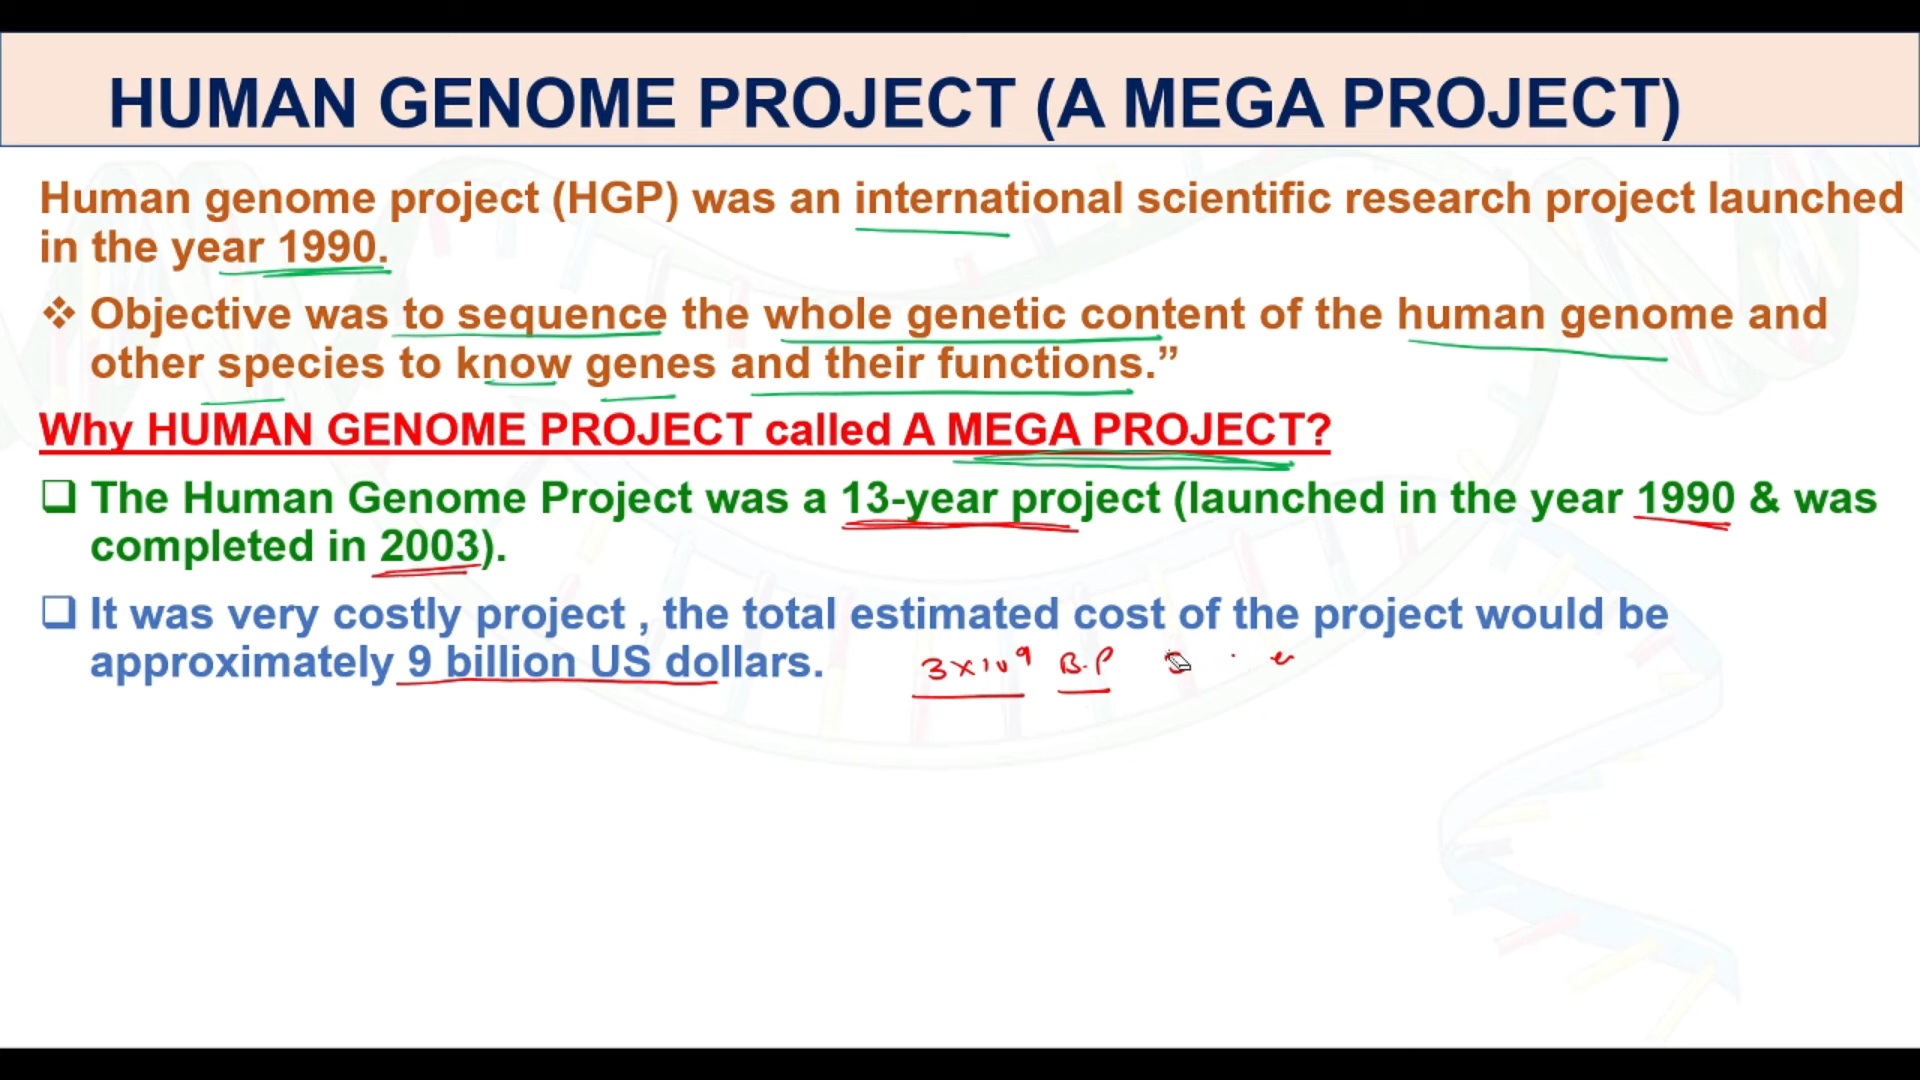 HUMAN GENOME PROJECT (A MEGA PROJECT)
Human genome project (HGP) was an international scientific research project launched
in the year 1990.
❖ Objective was to sequence the whole genetic content of the human genome and
other species to know genes and their functions.”
Why HUMAN GENOME PROJECT called A MEGA PROJECT?
❑ The Human Genome Project was a 13-year project (launched in the year 1990 & was
completed in 2003).
❑ It was very costly project , the total estimated cost of the project would be
approximately 9 billion US dollars. 3×10⁹ B.P